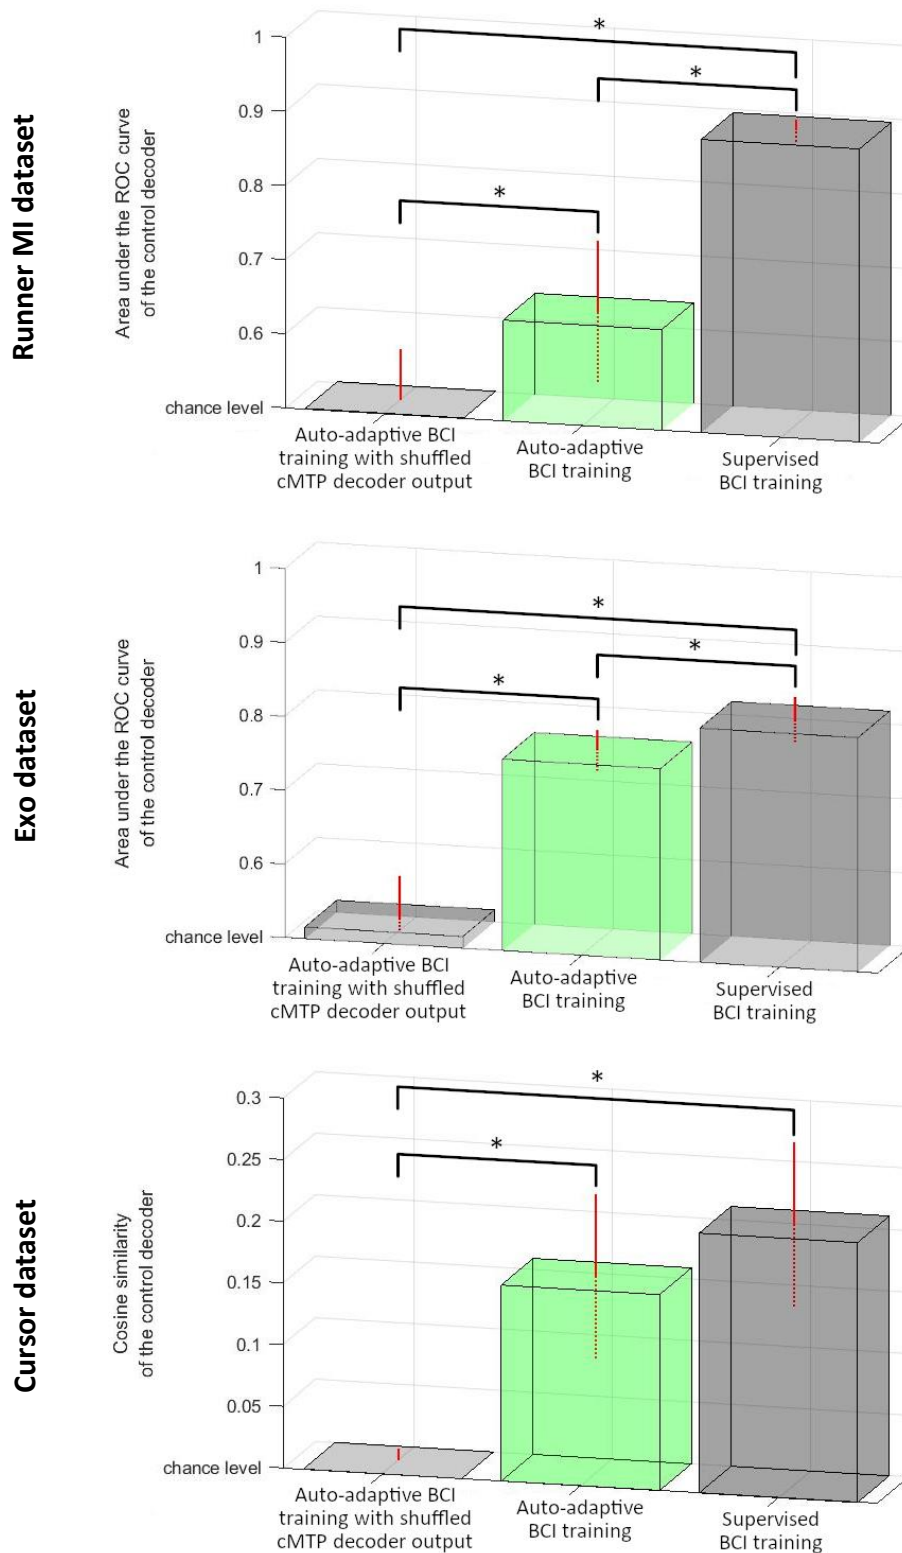 Runner MI dataset
Area under the ROC curve
of the control decoder
1
0.9
0.8
0.7
0.6
chance level
*
*
*
Auto-adaptive BCI
training with shuffled
cMTP decoder output
Auto-adaptive
BCI training
Supervised
BCI training
Exo dataset
Area under the ROC curve
of the control decoder
1
0.9
0.8
0.7
0.6
chance level
*
*
*
Auto-adaptive BCI
training with shuffled
cMTP decoder output
Auto-adaptive
BCI training
Supervised
BCI training
Cursor dataset
Cosine similarity
of the control decoder
0.3
0.25
0.2
0.15
0.1
0.05
chance level
*
*
Auto-adaptive BCI
training with shuffled
cMTP decoder output
Auto-adaptive
BCI training
Supervised
BCI training